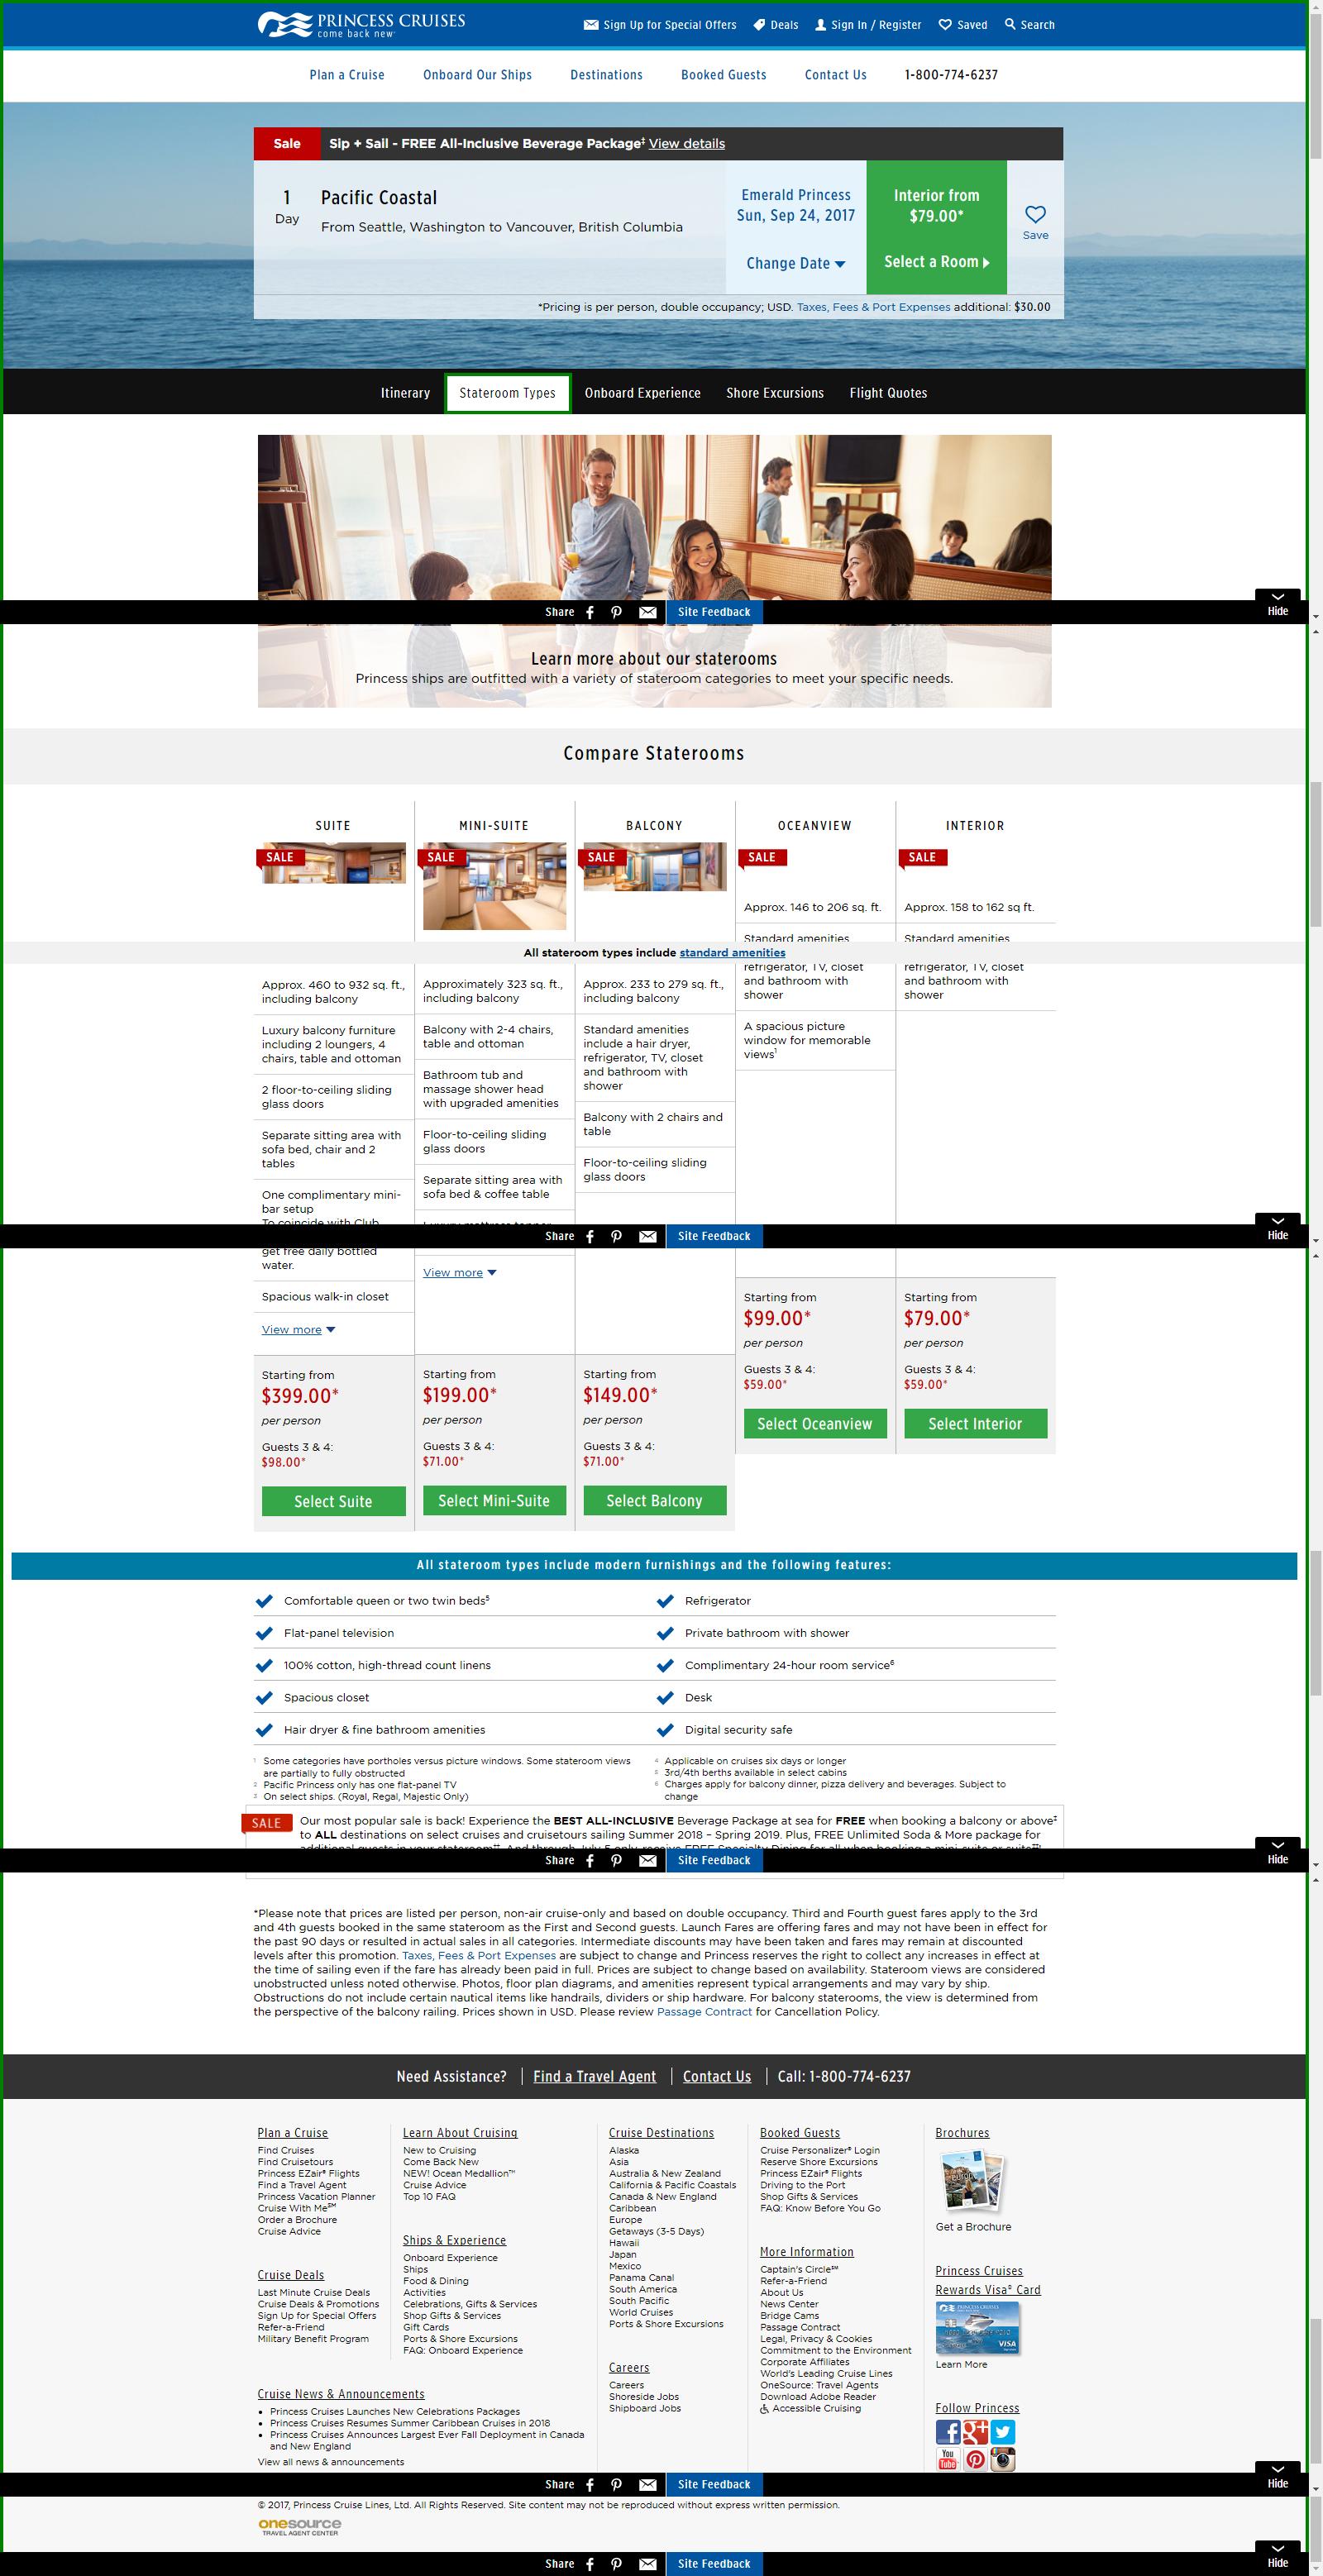 PRINCESS CRUISES
come back new
Sign Up for Special Offers
Deals
Sign In / Register
Saved
Search
Plan a Cruise
Onboard Our Ships
Destinations
Booked Guests
Contact Us
1-800-774-6237
Sale
Sip + Sail - FREE All-Inclusive Beverage Package‡ View details
1
Day
Pacific Coastal
From Seattle, Washington to Vancouver, British Columbia
Emerald Princess
Sun, Sep 24, 2017
Change Date
Interior from
$79.00*
Select a Room
Save
*Pricing is per person, double occupancy; USD. Taxes, Fees & Port Expenses additional: $30.00
Itinerary
Stateroom Types
Onboard Experience
Shore Excursions
Flight Quotes
Share
Site Feedback
Hide
Learn more about our staterooms
Princess ships are outfitted with a variety of stateroom categories to meet your specific needs.
Compare Staterooms
SUITE
MINI-SUITE
BALCONY
OCEANVIEW
INTERIOR
SALE
SALE
SALE
SALE
SALE
Approx. 146 to 206 sq. ft.
Approx. 158 to 162 sq ft.
Standard amenities
Standard amenities
All stateroom types include standard amenities
Approx. 460 to 932 sq. ft.,
including balcony
Luxury balcony furniture
including 2 loungers, 4
chairs, table and ottoman
2 floor-to-ceiling sliding
glass doors
Separate sitting area with
sofa bed, chair and 2
tables
One complimentary mini-
bar setup
To coincide with Club
Approximately 323 sq. ft.,
including balcony
Balcony with 2-4 chairs,
table and ottoman
Bathroom tub and
massage shower head
with upgraded amenities
Floor-to-ceiling sliding
glass doors
Separate sitting area with
sofa bed & coffee table
Approx. 233 to 279 sq. ft.,
including balcony
Standard amenities
include a hair dryer,
refrigerator, TV, closet
and bathroom with
shower
Balcony with 2 chairs and
table
Floor-to-ceiling sliding
glass doors
refrigerator, TV, closet
and bathroom with
shower
A spacious picture
window for memorable
views¹
refrigerator, TV, closet
and bathroom with
shower
Share
Site Feedback
Hide
get free daily bottled
water.
Spacious walk-in closet
View more
View more
Starting from
$399.00*
per person
Guests 3 & 4:
$98.00*
Select Suite
Starting from
$199.00*
per person
Guests 3 & 4:
$71.00*
Select Mini-Suite
Starting from
$149.00*
per person
Guests 3 & 4:
$71.00*
Select Balcony
Starting from
$99.00*
per person
Guests 3 & 4:
$59.00*
Select Oceanview
Starting from
$79.00*
per person
Guests 3 & 4:
$59.00*
Select Interior
All stateroom types include modern furnishings and the following features:
Comfortable queen or two twin beds⁵
Refrigerator
Flat-panel television
Private bathroom with shower
100% cotton, high-thread count linens
Complimentary 24-hour room service⁶
Spacious closet
Desk
Hair dryer & fine bathroom amenities
Digital security safe
1 Some categories have portholes versus picture windows. Some stateroom views
are partially to fully obstructed
2 Pacific Princess only has one flat-panel TV
3 On select ships. (Royal, Regal, Majestic Only)
4 Applicable on cruises six days or longer
5 3rd/4th berths available in select cabins
6 Charges apply for balcony dinner, pizza delivery and beverages. Subject to
change
SALE
Our most popular sale is back! Experience the BEST ALL-INCLUSIVE Beverage Package at sea for FREE when booking a balcony or above‡
to ALL destinations on select cruises and cruisetours sailing Summer 2018 – Spring 2019. Plus, FREE Unlimited Soda & More package for
Share
Site Feedback
Hide
*Please note that prices are listed per person, non-air cruise-only and based on double occupancy. Third and Fourth guest fares apply to the 3rd
and 4th guests booked in the same stateroom as the First and Second guests. Launch Fares are offering fares and may not have been in effect for
the past 90 days or resulted in actual sales in all categories. Intermediate discounts may have been taken and fares may remain at discounted
levels after this promotion. Taxes, Fees & Port Expenses are subject to change and Princess reserves the right to collect any increases in effect at
the time of sailing even if the fare has already been paid in full. Prices are subject to change based on availability. Stateroom views are considered
unobstructed unless noted otherwise. Photos, floor plan diagrams, and amenities represent typical arrangements and may vary by ship.
Obstructions do not include certain nautical items like handrails, dividers or ship hardware. For balcony staterooms, the view is determined from
the perspective of the balcony railing. Prices shown in USD. Please review Passage Contract for Cancellation Policy.
Need Assistance?
Find a Travel Agent
Contact Us
Call: 1-800-774-6237
Plan a Cruise
Find Cruises
Find Cruisetours
Princess EZair® Flights
Find a Travel Agent
Princess Vacation Planner
Cruise With Me℠
Order a Brochure
Cruise Advice
Cruise Deals
Last Minute Cruise Deals
Cruise Deals & Promotions
Sign Up for Special Offers
Refer-a-Friend
Military Benefit Program
Learn About Cruising
New to Cruising
Come Back New
NEW! Ocean Medallion™
Cruise Advice
Top 10 FAQ
Ships & Experience
Onboard Experience
Ships
Food & Dining
Activities
Celebrations, Gifts & Services
Shop Gifts & Services
Gift Cards
Ports & Shore Excursions
FAQ: Onboard Experience
Cruise News & Announcements
Princess Cruises Launches New Celebrations Packages
Princess Cruises Resumes Summer Caribbean Cruises in 2018
Princess Cruises Announces Largest Ever Fall Deployment in Canada
and New England
View all news & announcements
Cruise Destinations
Alaska
Asia
Australia & New Zealand
California & Pacific Coastals
Canada & New England
Caribbean
Europe
Getaways (3-5 Days)
Hawaii
Japan
Mexico
Panama Canal
South America
South Pacific
World Cruises
Ports & Shore Excursions
Careers
Careers
Shoreside Jobs
Shipboard Jobs
Booked Guests
Cruise Personalizer® Login
Reserve Shore Excursions
Princess EZair® Flights
Driving to the Port
Shop Gifts & Services
FAQ: Know Before You Go
More Information
Captain's Circle℠
Refer-a-Friend
About Us
News Center
Bridge Cams
Passage Contract
Legal, Privacy & Cookies
Commitment to the Environment
Corporate Affiliates
World's Leading Cruise Lines
OneSource: Travel Agents
Download Adobe Reader
Accessible Cruising
Brochures
Get a Brochure
Princess Cruises
Rewards Visa® Card
PRINCESS CRUISES
VISA
Learn More
Follow Princess
You
Tube
Share
Site Feedback
Hide
© 2017, Princess Cruise Lines, Ltd. All Rights Reserved. Site content may not be reproduced without express written permission.
onesource
TRAVEL AGENT CENTER
Share
Site Feedback
Hide